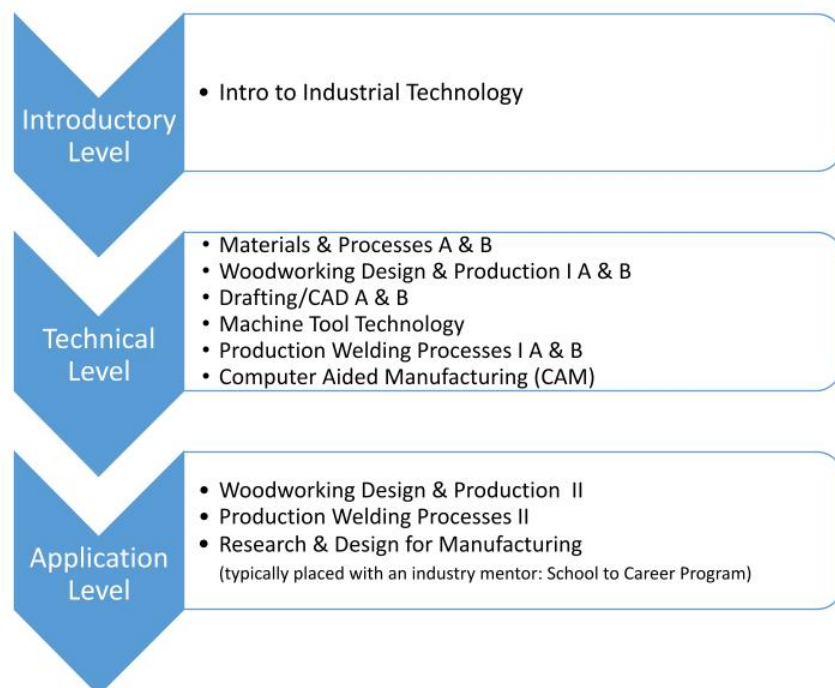 Introductory
Level
• Intro to Industrial Technology
Technical
Level
• Materials & Processes A & B
• Woodworking Design & Production I A & B
• Drafting/CAD A & B
• Machine Tool Technology
• Production Welding Processes I A & B
• Computer Aided Manufacturing (CAM)
Application
Level
• Woodworking Design & Production  II
• Production Welding Processes II
• Research & Design for Manufacturing
(typically placed with an industry mentor: School to Career Program)